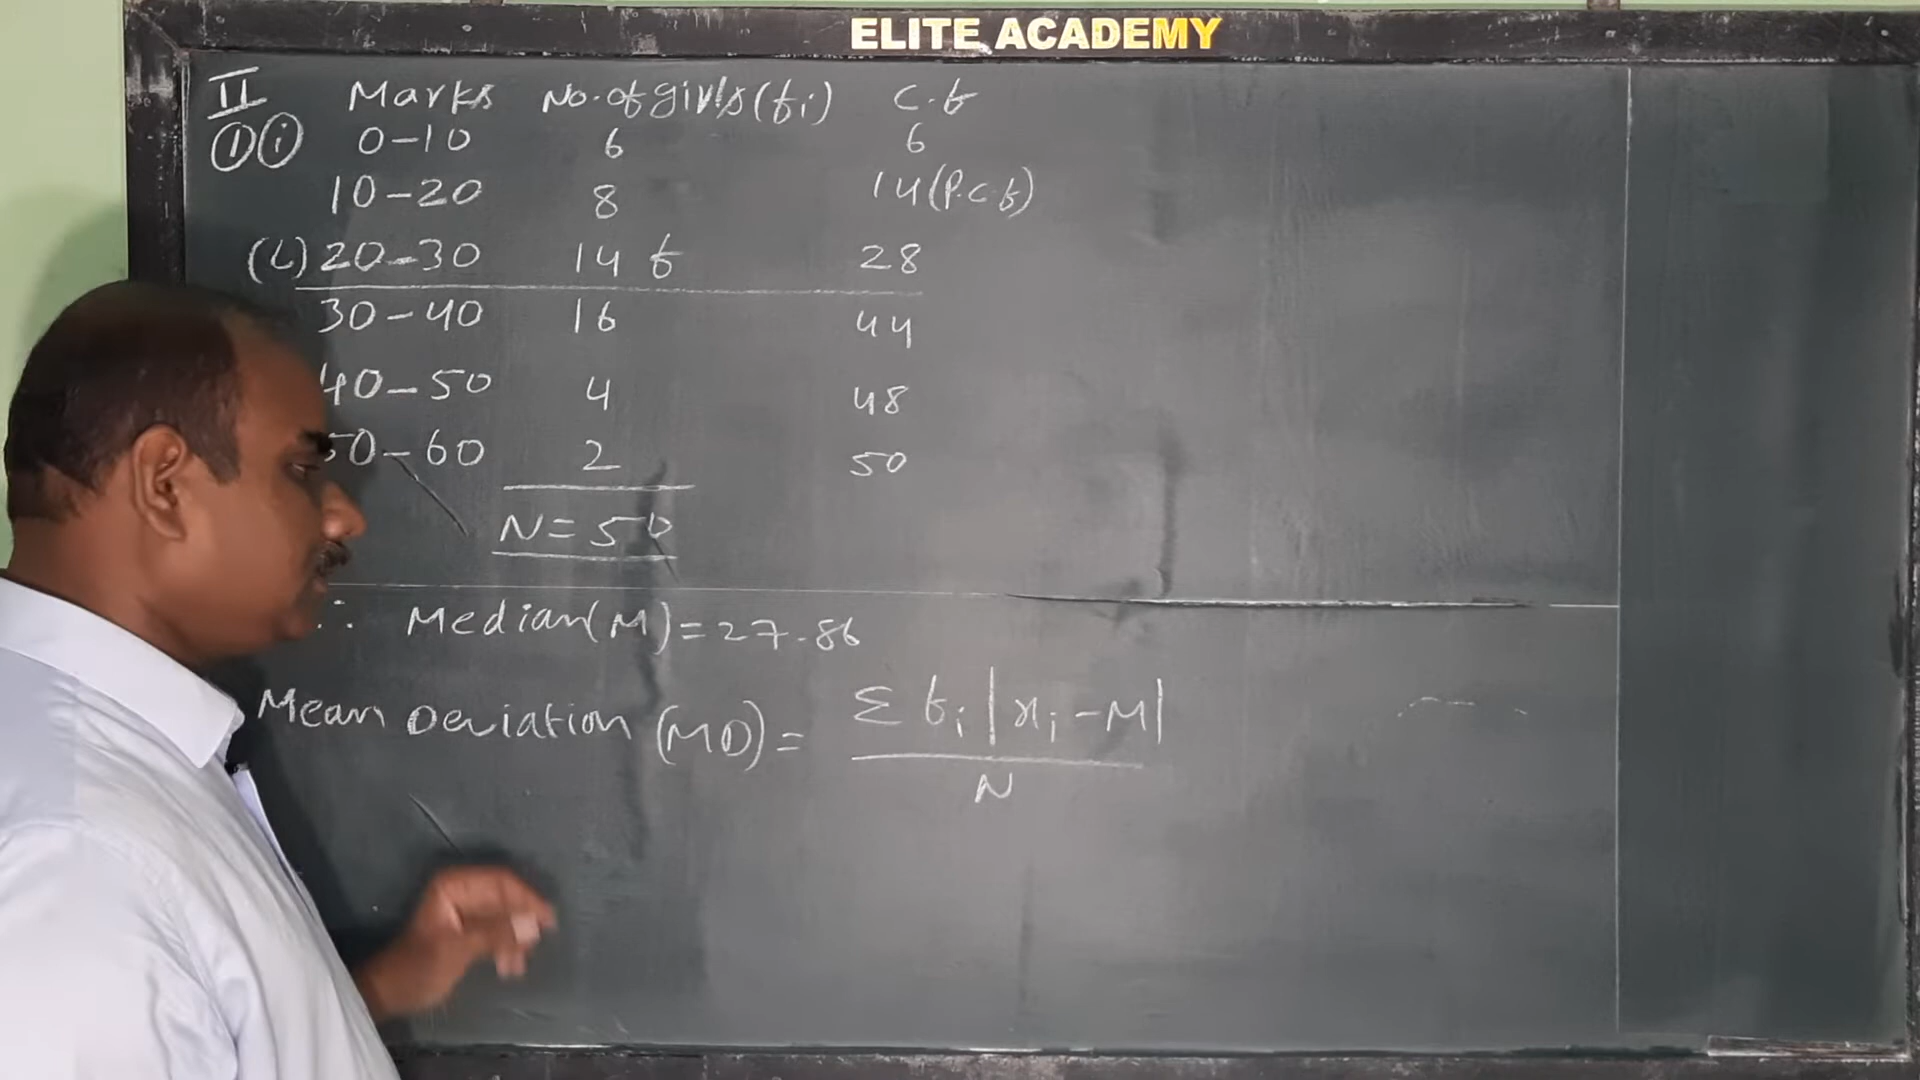 ELITE ACADEMY
II Marks No. of girls (fi) C.f
① ⓘ 0-10 6 6
10-20 8 14 (P.C.f)
(L) 20-30 14 f 28
30-40 16 44
40-50 4 48
50-60 2 50
N = 50
∴ Median (M) = 27.86
Mean Deviation (MD) = Σ fi |xi - M|
N